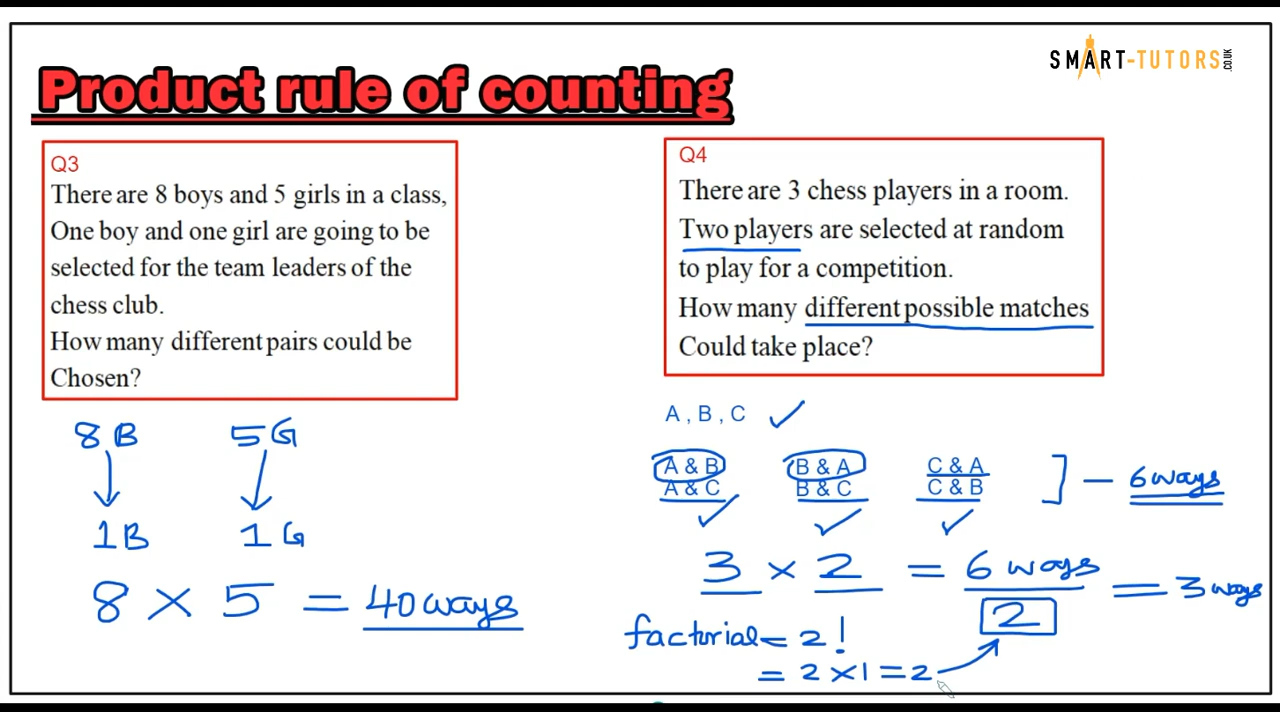 SMART-TUTORS.CO.UK
Product rule of counting
Q3
There are 8 boys and 5 girls in a class,
One boy and one girl are going to be
selected for the team leaders of the
chess club.
How many different pairs could be
Chosen?
8B 5G
1B 1G
8 × 5 = 40 ways
Q4
There are 3 chess players in a room.
Two players are selected at random
to play for a competition.
How many different possible matches
Could take place?
A , B , C ✓
A & B B & A C & A
A & C B & C C & B ] – 6 ways
3 × 2 = 6 ways / 2 = 3 ways
factorial = 2!
= 2 × 1 = 2